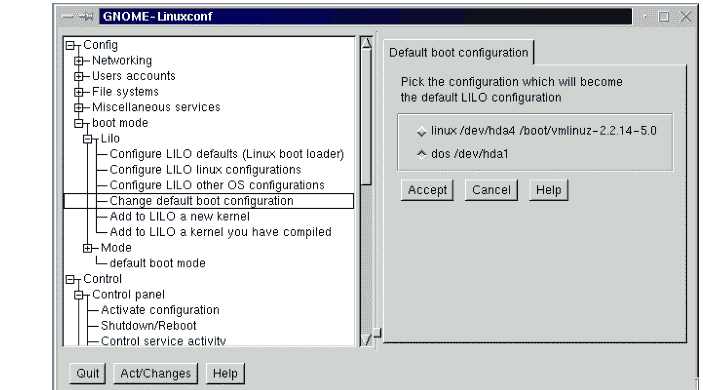 GNOME-Linuxconf
Config
Networking
Users accounts
File systems
Miscellaneous services
boot mode
Lilo
Configure LILO defaults (Linux boot loader)
Configure LILO linux configurations
Configure LILO other OS configurations
Change default boot configuration
Add to LILO a new kernel
Add to LILO a kernel you have compiled
Mode
default boot mode
Control
Control panel
Activate configuration
Shutdown/Reboot
Control service activity
Default boot configuration
Pick the configuration which will become
the default LILO configuration
linux /dev/hda4 /boot/vmlinuz-2.2.14-5.0
dos /dev/hda1
Accept Cancel Help
Quit Act/Changes Help